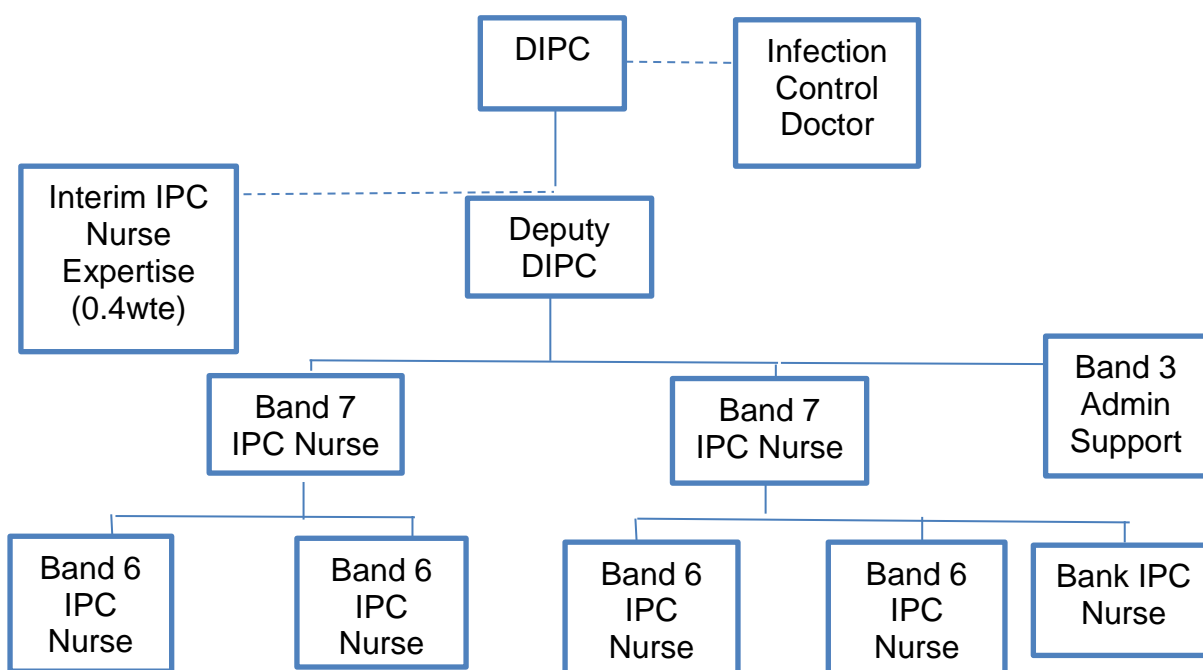 DIPC
Infection
Control
Doctor
Interim IPC
Nurse
Expertise
(0.4wte)
Deputy
DIPC
Band 7
IPC Nurse
Band 7
IPC Nurse
Band 3
Admin
Support
Band 6
IPC
Nurse
Band 6
IPC
Nurse
Band 6
IPC
Nurse
Band 6
IPC
Nurse
Bank IPC
Nurse